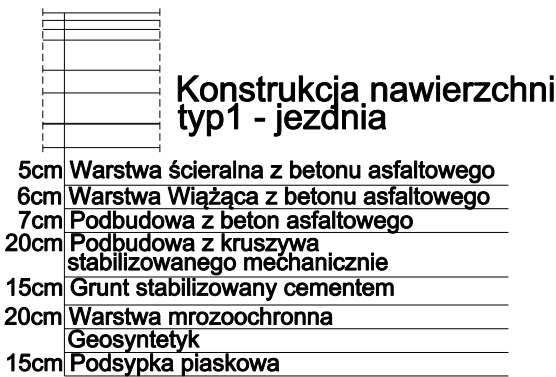 Konstrukcja nawierzchni
typ1 - jezdnia
5cm Warstwa ścieralna z betonu asfaltowego
6cm Warstwa Wiążąca z betonu asfaltowego
7cm Podbudowa z beton asfaltowego
20cm Podbudowa z kruszywa
stabilizowanego mechanicznie
15cm Grunt stabilizowany cementem
20cm Warstwa mrozoochronna
Geosyntetyk
15cm Podsypka piaskowa